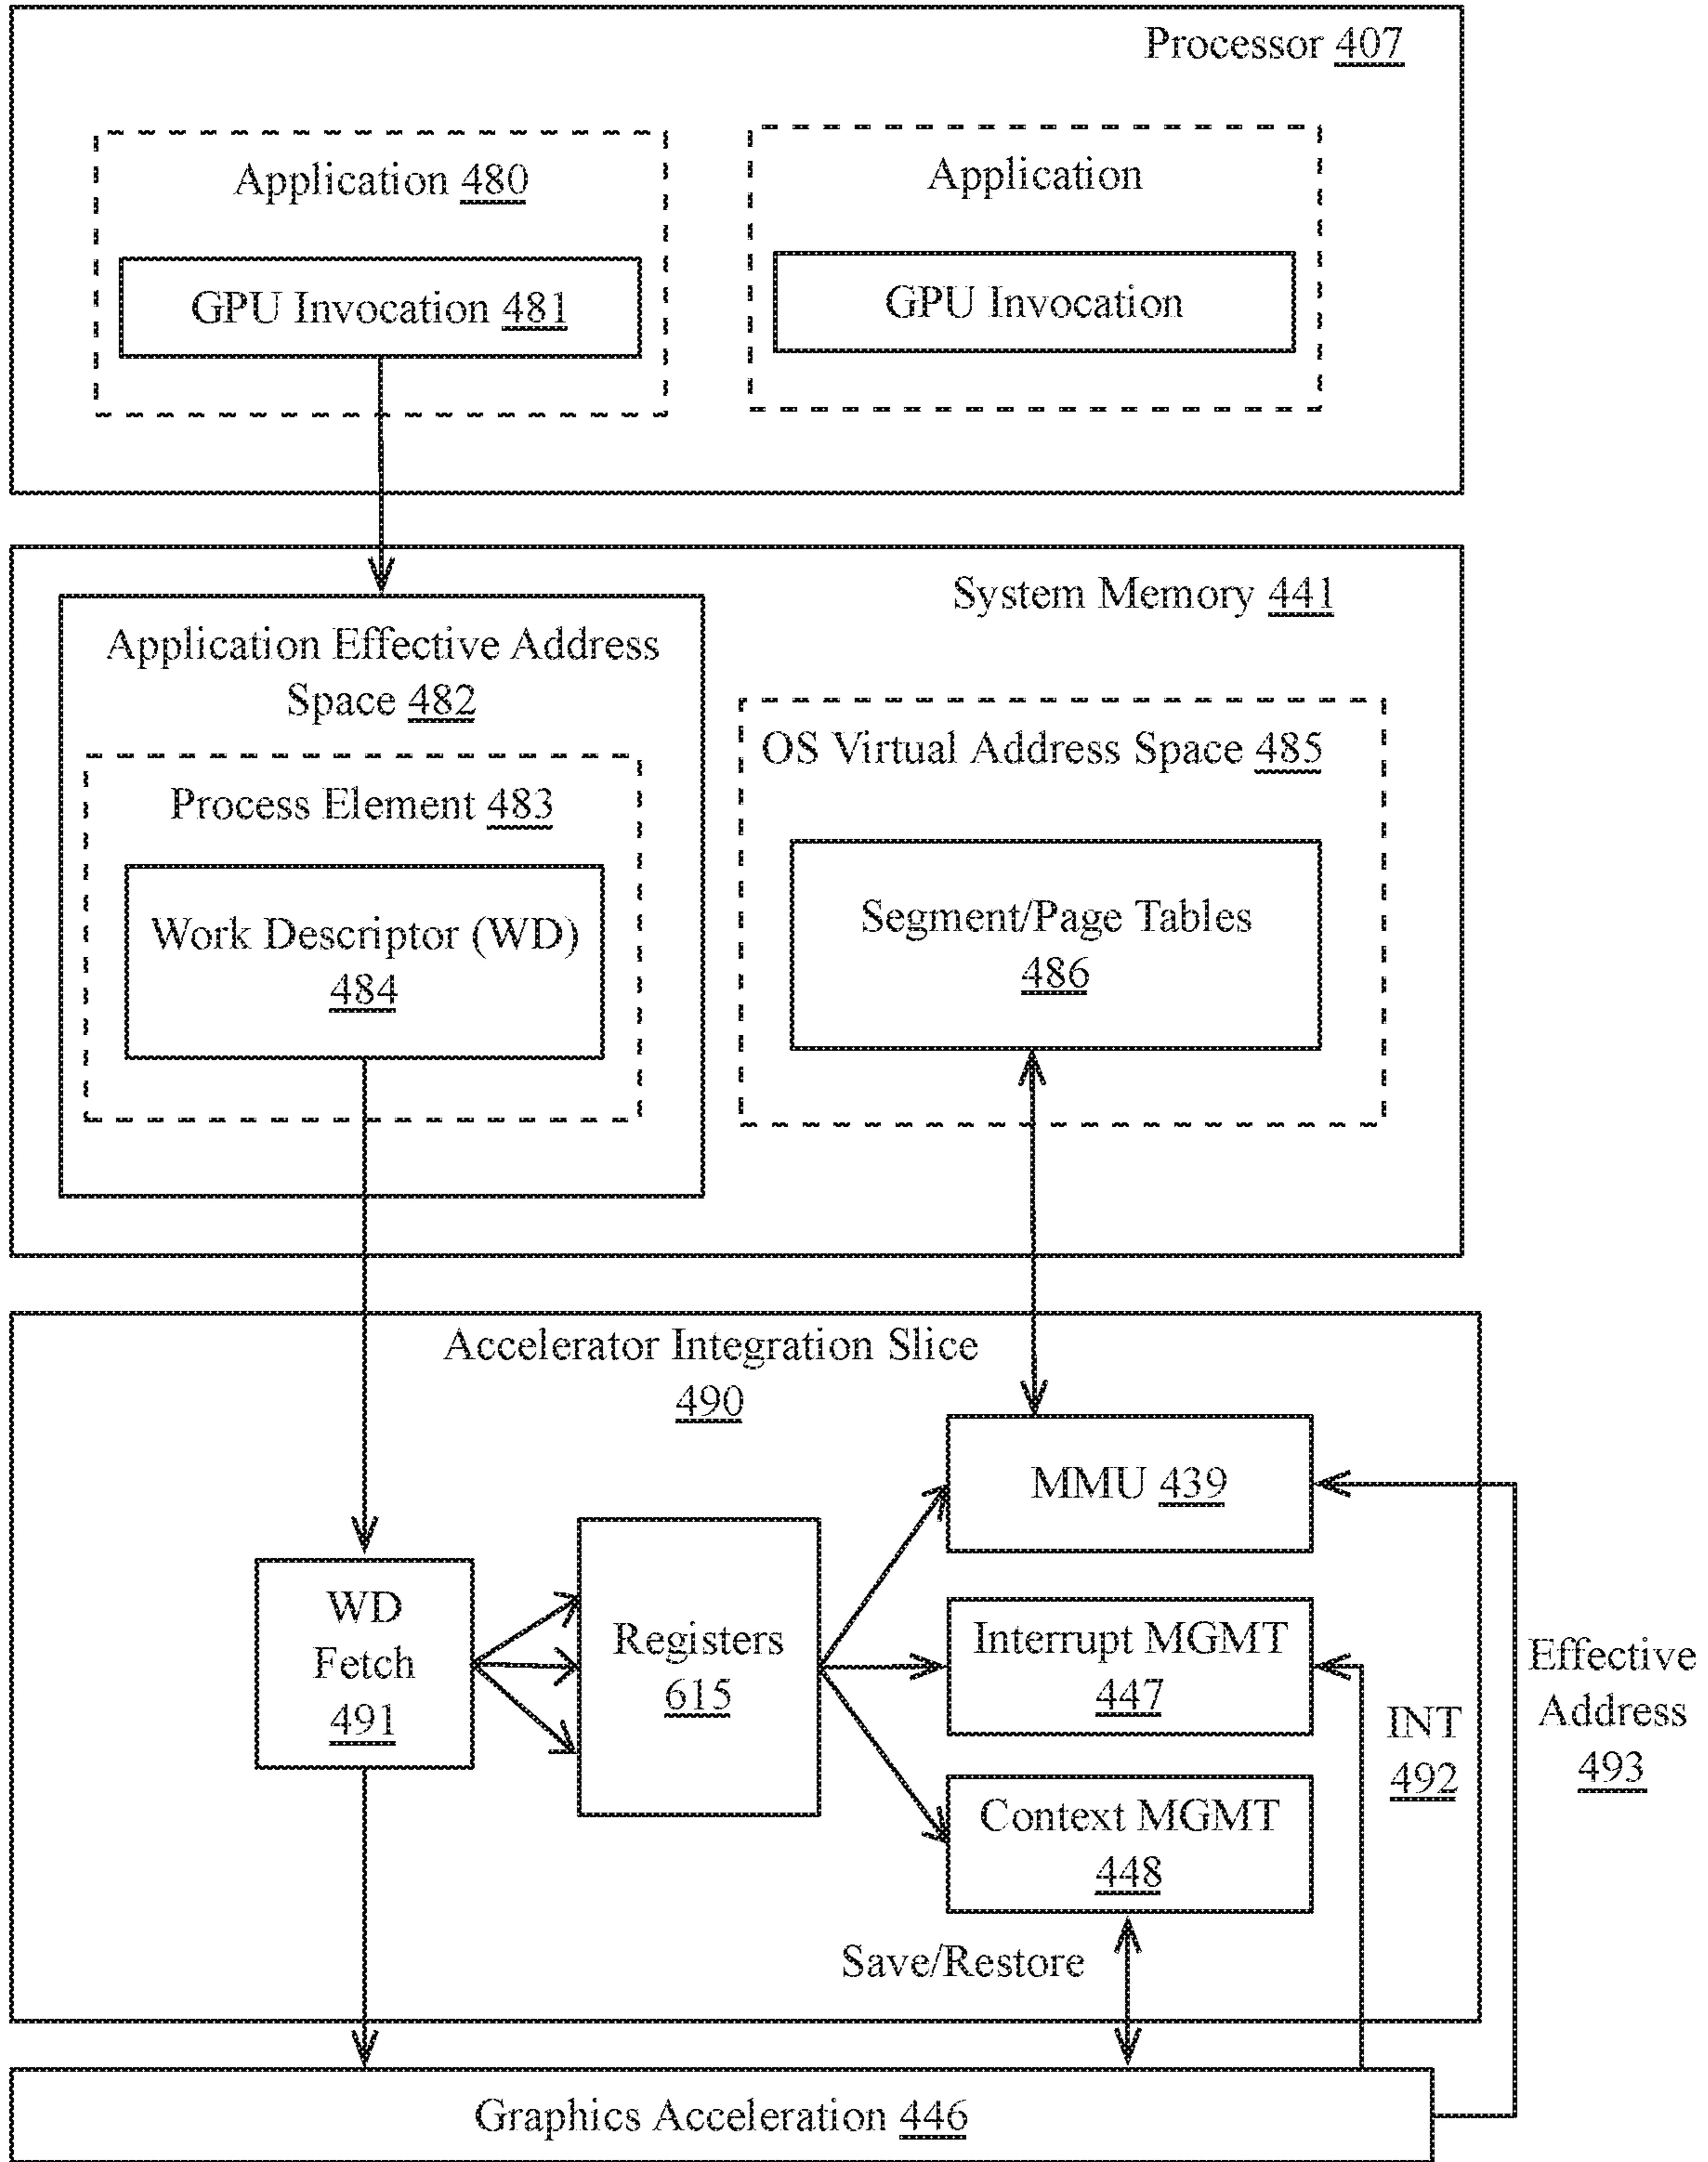 Processor 407
Application 480
GPU Invocation 481
Application
GPU Invocation
System Memory 441
Application Effective Address
Space 482
Process Element 483
Work Descriptor (WD)
484
OS Virtual Address Space 485
Segment/Page Tables
486
Accelerator Integration Slice
490
WD
Fetch
491
Registers
615
MMU 439
Interrupt MGMT
447
Context MGMT
448
Save/Restore
INT
492
Effective
Address
493
Graphics Acceleration 446